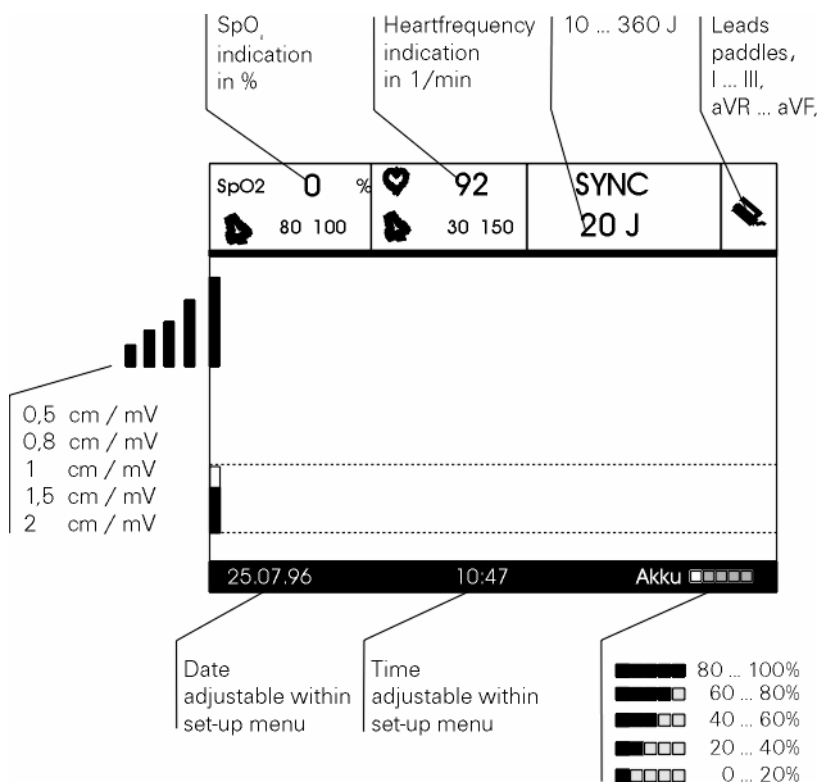 SpO,
indication
in %
Heartfrequency
indication
in 1/min
10 ... 360 J
Leads
paddles,
I ... III,
aVR ... aVF,
SpO2 0 %
80 100
92
30 150
SYNC
20 J
0,5 cm / mV
0,8 cm / mV
1 cm / mV
1,5 cm / mV
2 cm / mV
25.07.96 10:47 Akku
Date
adjustable within
set-up menu
Time
adjustable within
set-up menu
80 ... 100%
60 ... 80%
40 ... 60%
20 ... 40%
0 ... 20%